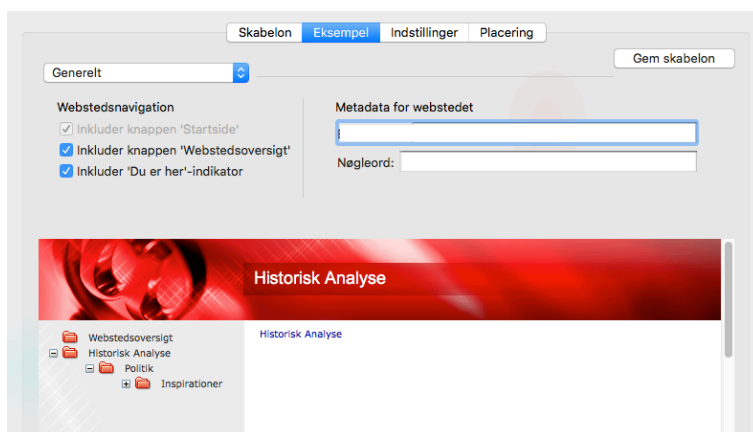 Skabelon Eksempel Indstillinger Placering
Gem skabelon
Generelt
Webstedsnavigation
Inkluder knappen 'Startside'
Inkluder knappen 'Webstedsoversigt'
Inkluder 'Du er her'-indikator
Metadata for webstedet
Nøgleord:
Historisk Analyse
Webstedsoversigt
Historisk Analyse
Politik
Inspirationer
Historisk Analyse